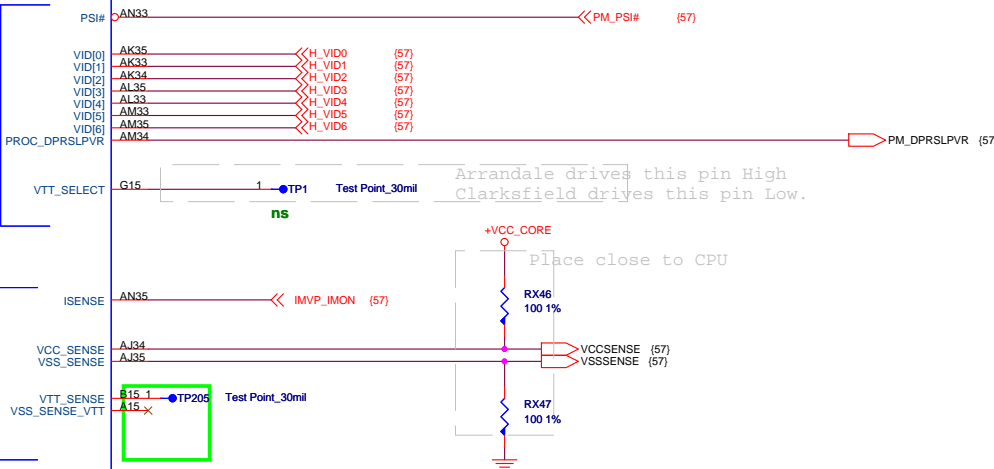 PSI# AN33 PM_PSI# {57}
VID[0] AK35 H_VID0 {57}
VID[1] AK33 H_VID1 {57}
VID[2] AK34 H_VID2 {57}
VID[3] AL35 H_VID3 {57}
VID[4] AL33 H_VID4 {57}
VID[5] AM33 H_VID5 {57}
VID[6] AM35 H_VID6 {57}
PROC_DPRSLPVR AM34 PM_DPRSLPVR {57
Arrandale drives this pin High
VTT_SELECT G15 1 TP1 Test Point_30mil Clarksfield drives this pin Low.
ns
+VCC_CORE
Place close to CPU
ISENSE AN35 IMVP_IMON {57}
RX46
100 1%
VCC_SENSE AJ34 VCCSENSE {57}
VSS_SENSE AJ35 VSSSENSE {57}
VTT_SENSE B15 1 TP205 Test Point_30mil
VSS_SENSE_VTT A15
RX47
100 1%